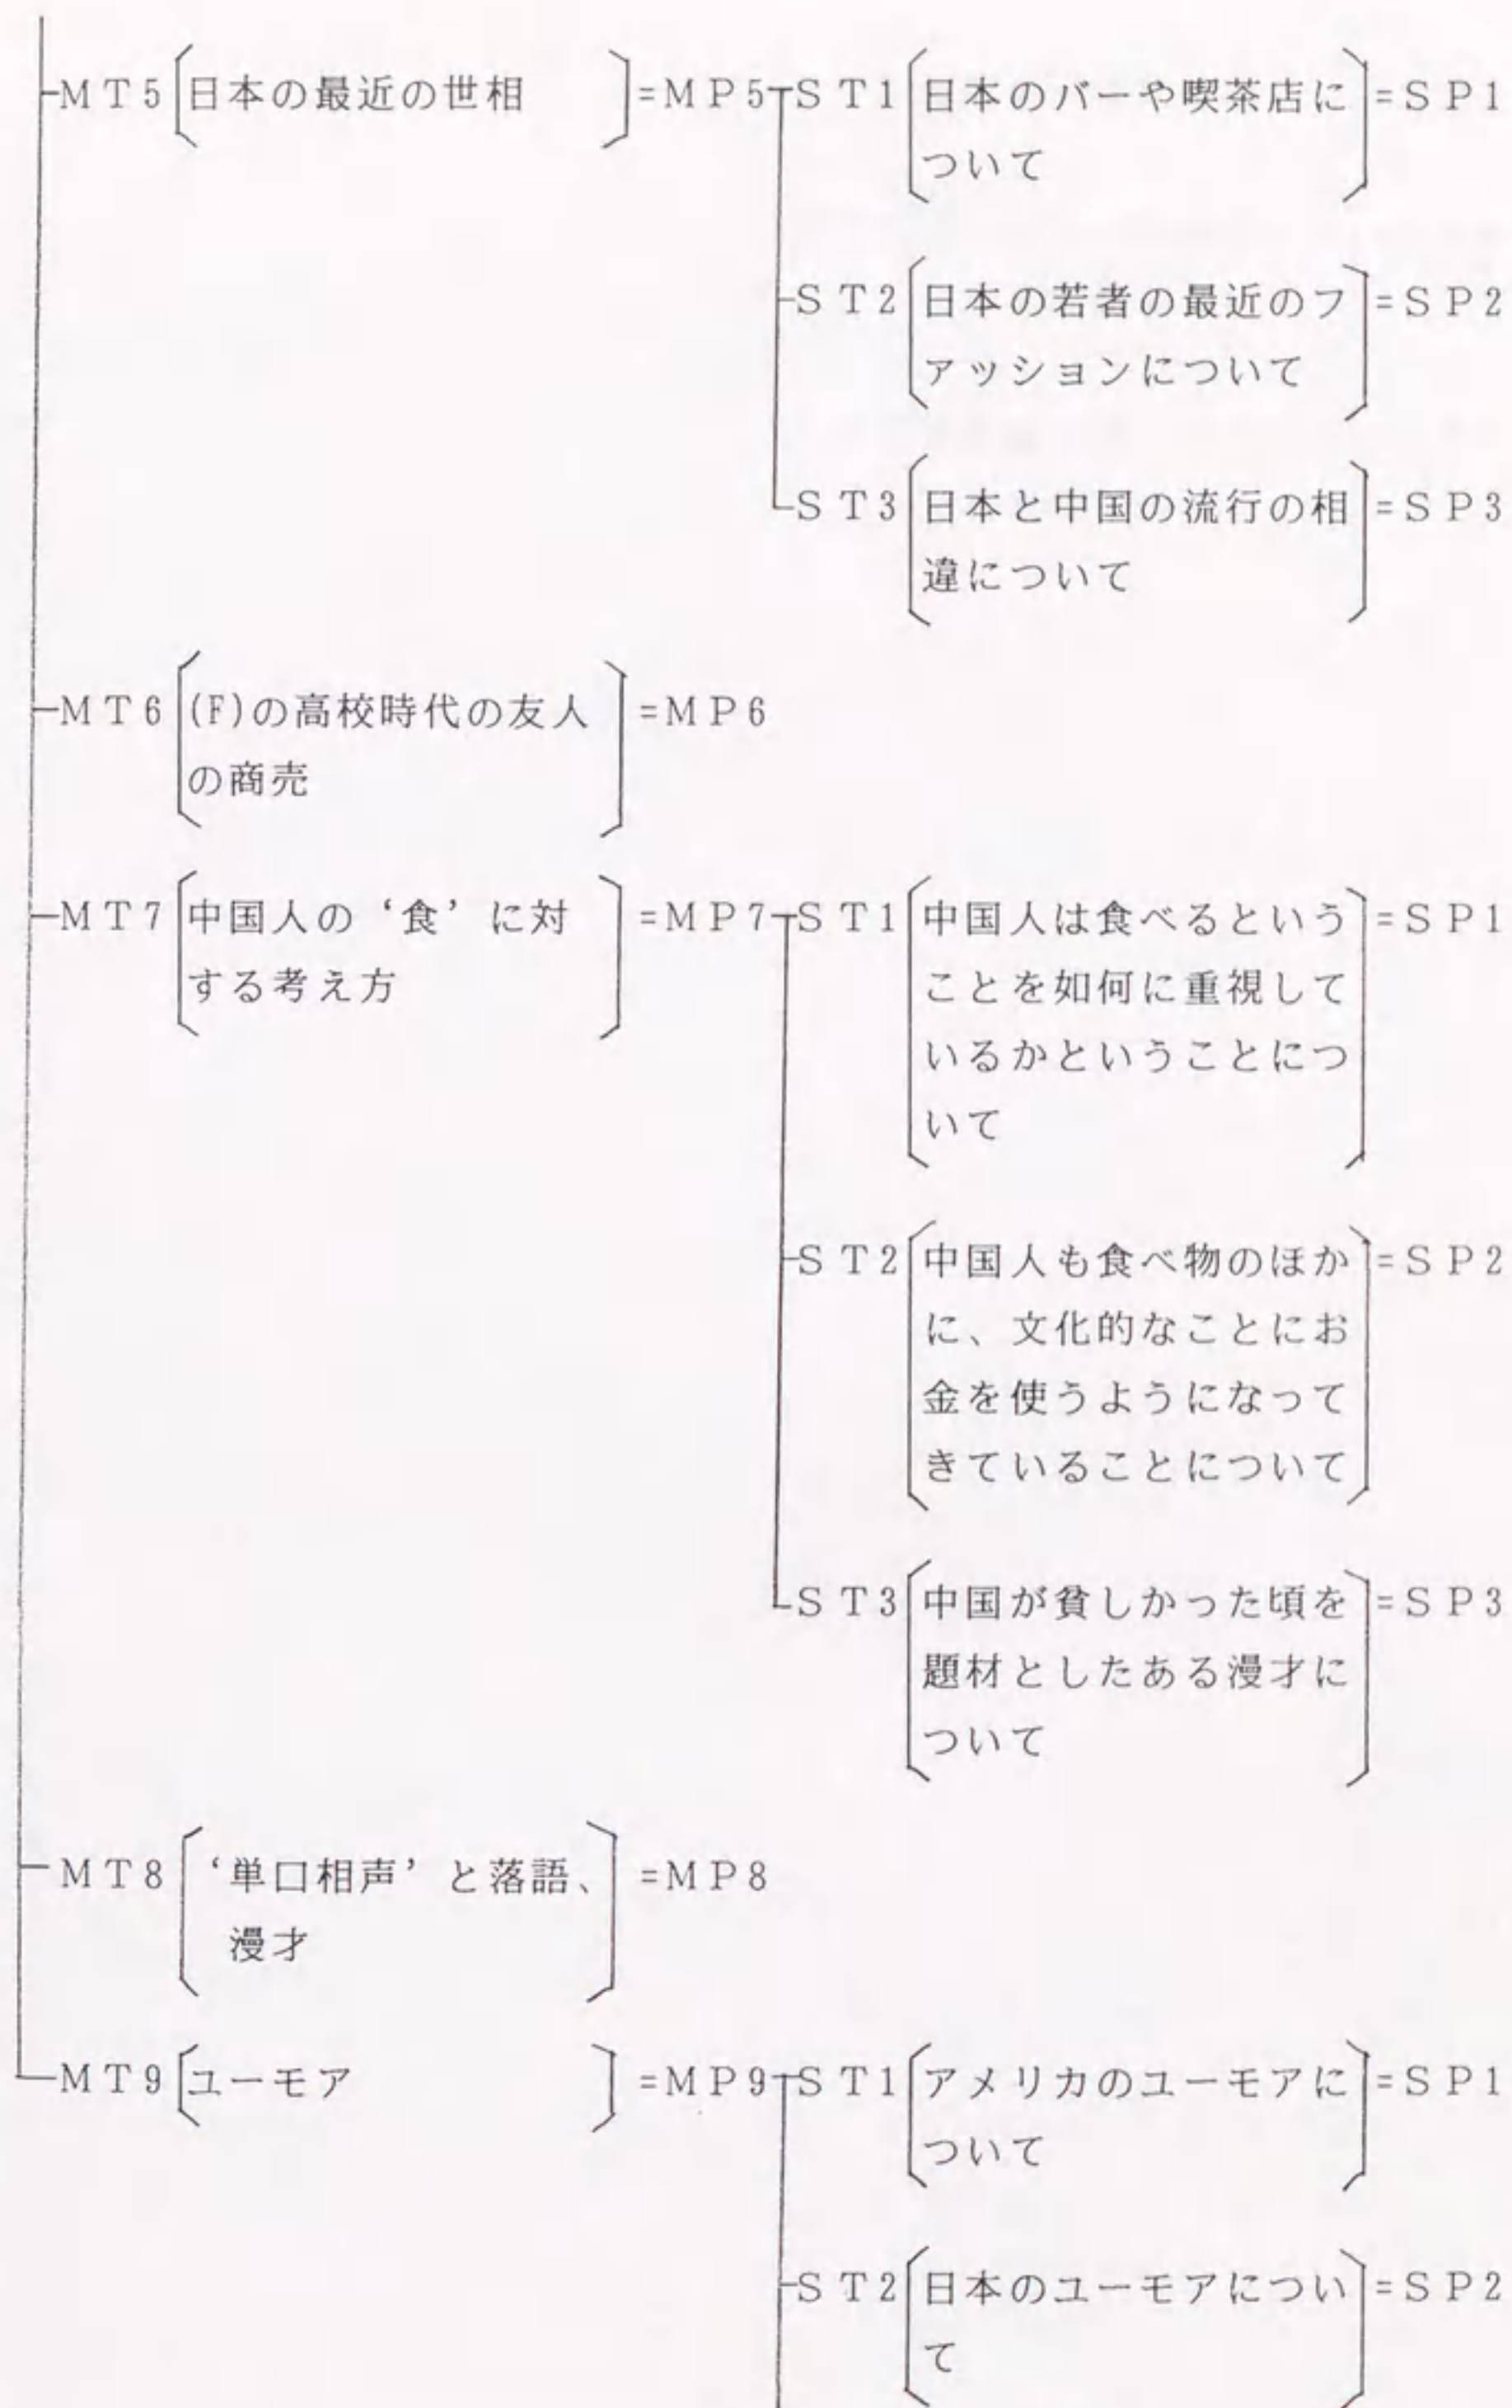 MT5 日本の最近の世相 =MP5 ST1 日本のバーや喫茶店に =SP1
ついて
ST2 日本の若者の最近のフ =SP2
ァッションについて
ST3 日本と中国の流行の相 =SP3
違について
MT6 (F)の高校時代の友人 =MP6
の商売
MT7 中国人の‘食’に対 =MP7 ST1 中国人は食べるという =SP1
する考え方 ことを如何に重視して
いるかということにつ
いて
ST2 中国人も食べ物のほか =SP2
に、文化的なことにお
金を使うようになって
きていることについて
ST3 中国が貧しかった頃を =SP3
題材としたある漫才に
ついて
MT8 ‘単口相声’と落語、 =MP8
漫才
MT9 ユーモア =MP9 ST1 アメリカのユーモアに =SP1
ついて
ST2 日本のユーモアについ =SP2
て